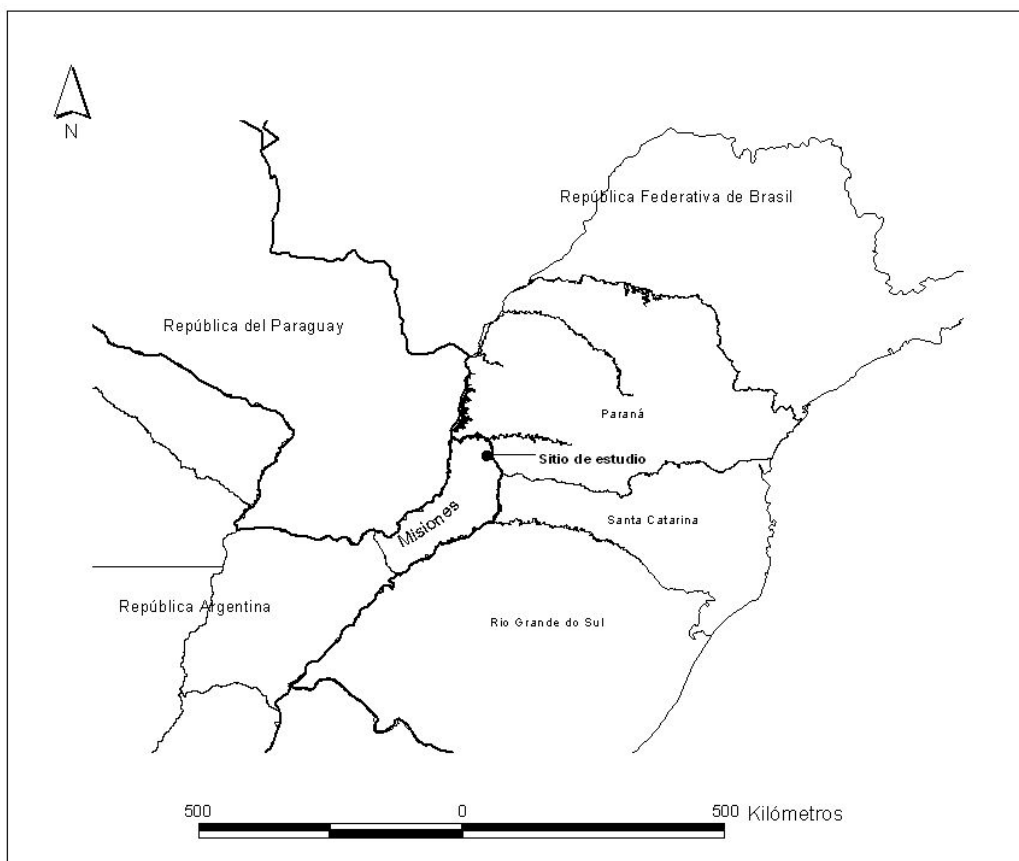 N
República Federativa de Brasil
República del Paraguay
Paraná
Sitio de estudio
Misiones
Santa Catarina
República Argentina
Rio Grande do Sul
500 0 500 Kilómetros